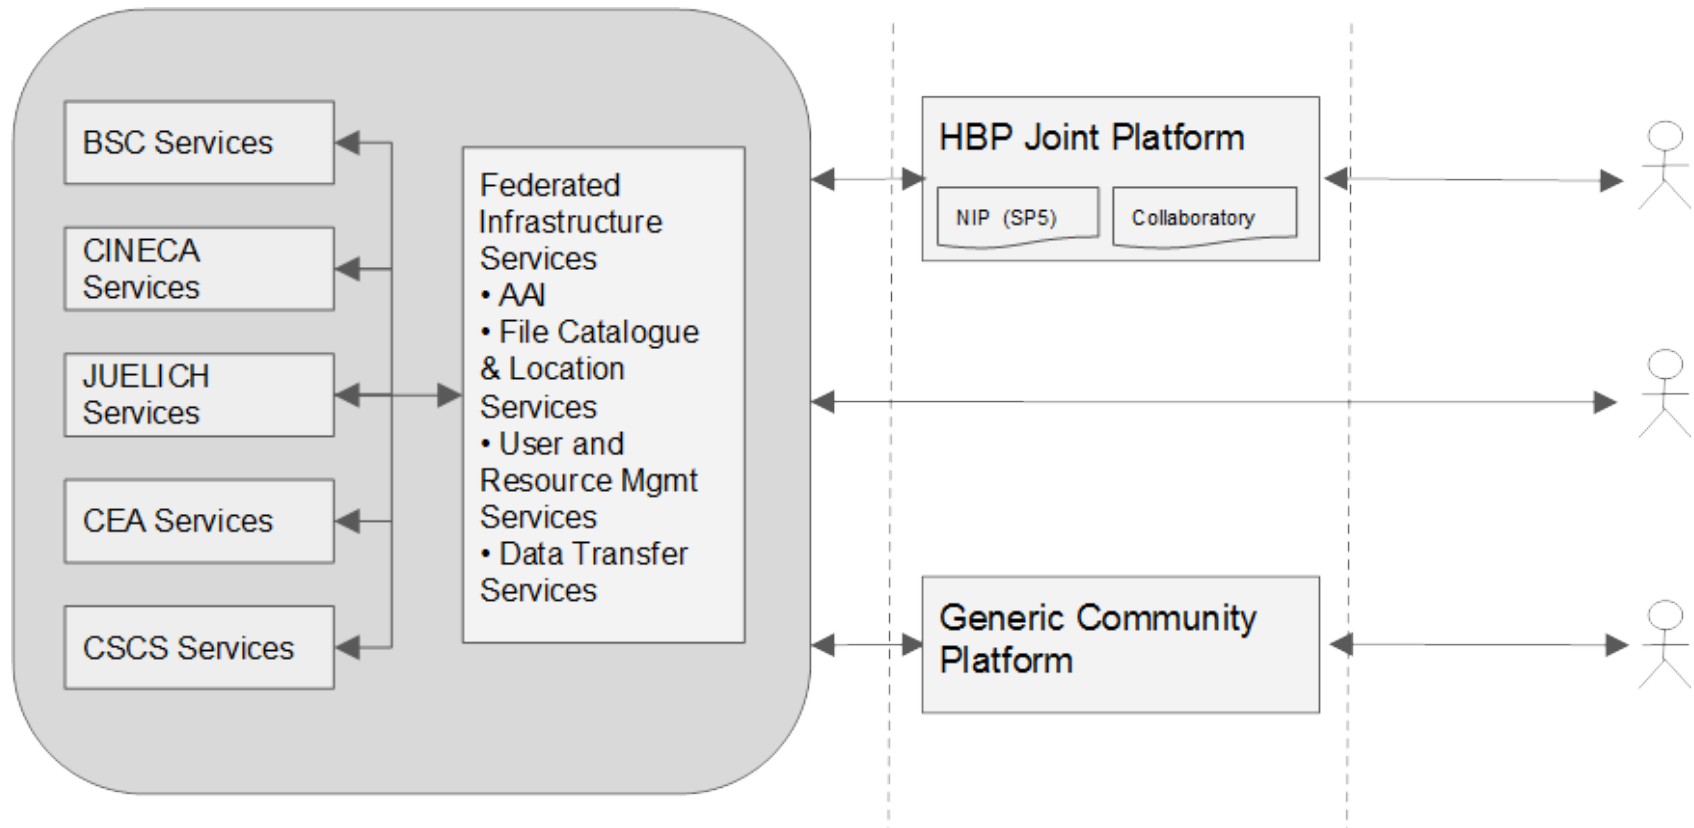 BSC Services
CINECA
Services
JUELICH
Services
CEA Services
CSCS Services
Federated
Infrastructure
Services
• AAI
• File Catalogue
& Location
Services
• User and
Resource Mgmt
Services
• Data Transfer
Services
HBP Joint Platform
NIP (SP5)
Collaboratory
Generic Community
Platform